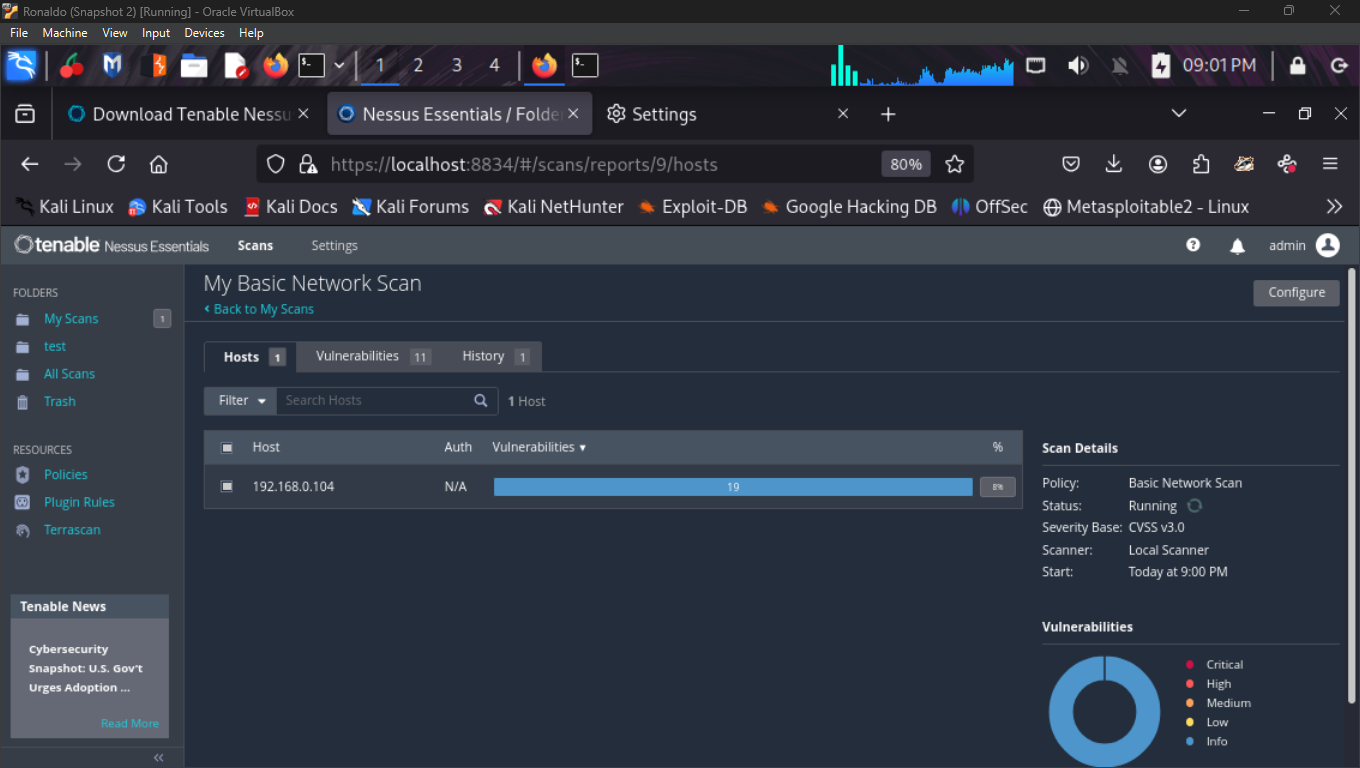 Ronaldo (Snapshot 2) [Running] - Oracle VirtualBox
File Machine View Input Devices Help
1 2 3 4 09:01 PM
Download Tenable Nessu Nessus Essentials / Folde Settings
https://localhost:8834/#/scans/reports/9/hosts 80%
Kali Linux Kali Tools Kali Docs Kali Forums Kali NetHunter Exploit-DB Google Hacking DB OffSec Metasploitable2 - Linux
tenable Nessus Essentials Scans Settings admin
FOLDERS
My Scans 1
test
All Scans
Trash
RESOURCES
Policies
Plugin Rules
Terrascan
Tenable News
Cybersecurity
Snapshot: U.S. Gov't
Urges Adoption ...
Read More
My Basic Network Scan
Back to My Scans
Configure
Hosts 1 Vulnerabilities 11 History 1
Filter Search Hosts 1 Host
Host Auth Vulnerabilities %
192.168.0.104 N/A 19 8%
Scan Details
Policy: Basic Network Scan
Status: Running
Severity Base: CVSS v3.0
Scanner: Local Scanner
Start: Today at 9:00 PM
Vulnerabilities
Critical
High
Medium
Low
Info